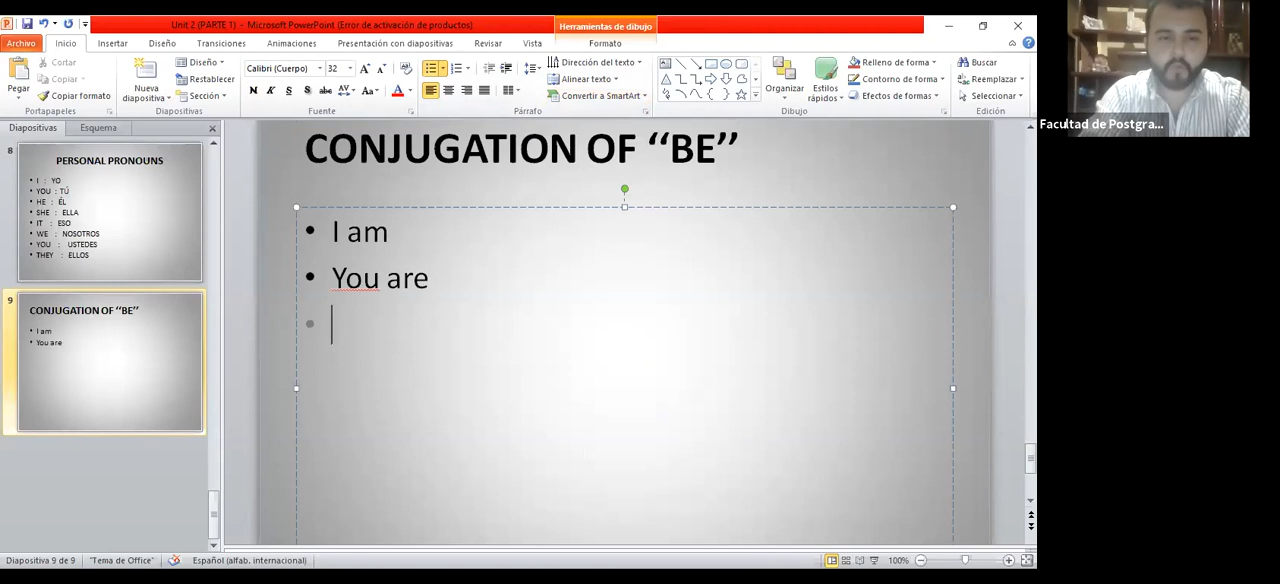 Unit 2 (PARTE 1) - Microsoft PowerPoint (Error de activación de productos)
Herramientas de dibujo
Archivo Inicio Insertar Diseño Transiciones Animaciones Presentación con diapositivas Revisar Vista Formato
Pegar
Cortar
Copiar
Copiar formato
Portapapeles
Nueva
diapositiva
Diseño
Restablecer
Sección
Diapositivas
Calibri (Cuerpo) 32
N K S S abc AV Aa A
Fuente
Dirección del texto
Alinear texto
Convertir a SmartArt
Párrafo
Organizar
Estilos
rápidos
Relleno de forma
Contorno de forma
Efectos de formas
Dibujo
Buscar
Reemplazar
Seleccionar
Edición
Diapositivas Esquema
8
PERSONAL PRONOUNS
• I : YO
• YOU : TÚ
• HE : ÉL
• SHE : ELLA
• IT : ESO
• WE : NOSOTROS
• YOU : USTEDES
• THEY : ELLOS
9
CONJUGATION OF “BE”
• I am
• You are
CONJUGATION OF “BE”
• I am
• You are
Facultad de Postgra...
Diapositiva 9 de 9 "Tema de Office" Español (alfab. internacional) 100%